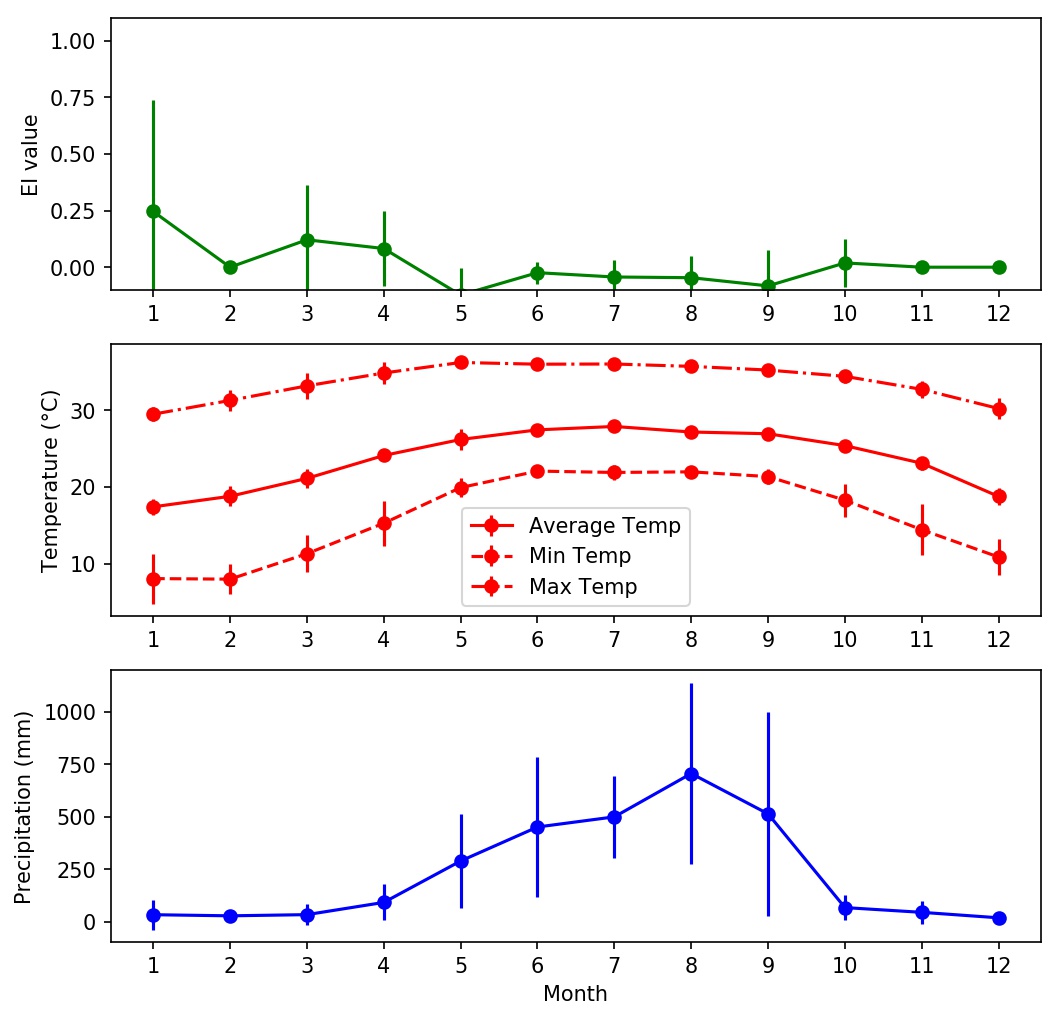 EI value
1.00
0.75
0.50
0.25
0.00
1 2 3 4 5 6 7 8 9 10 11 12
Temperature (°C)
30
20
10
Average Temp
Min Temp
Max Temp
1 2 3 4 5 6 7 8 9 10 11 12
Precipitation (mm)
1000
750
500
250
0
1 2 3 4 5 6 7 8 9 10 11 12
Month